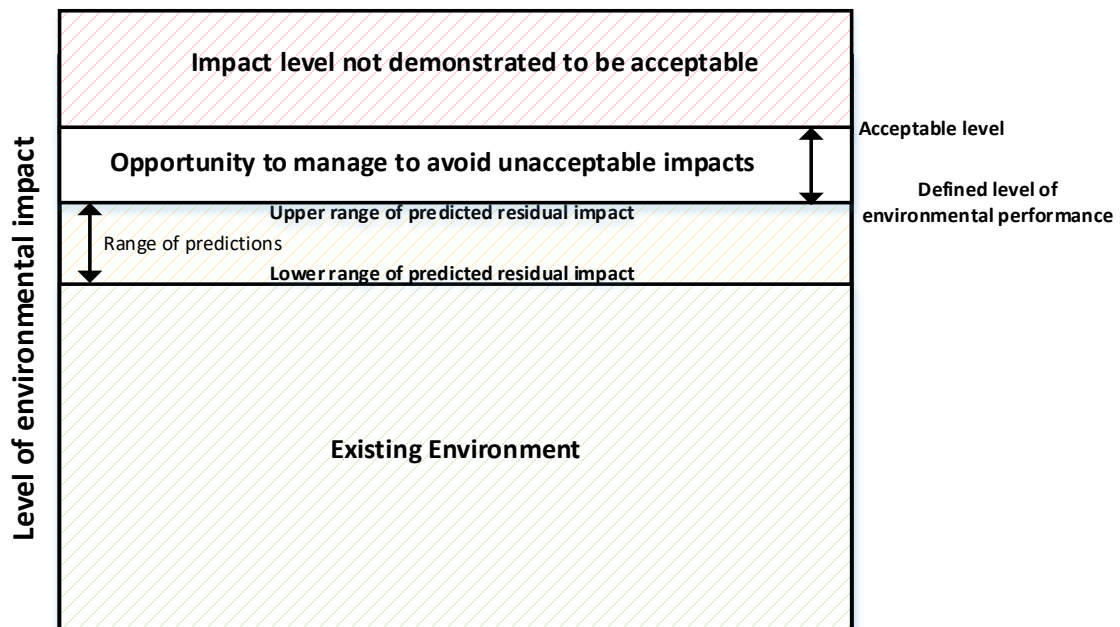 Level of environmental impact
Impact level not demonstrated to be acceptable
Acceptable level
Opportunity to manage to avoid unacceptable impacts
Defined level of
environmental performance
Upper range of predicted residual impact
Range of predictions
Lower range of predicted residual impact
Existing Environment